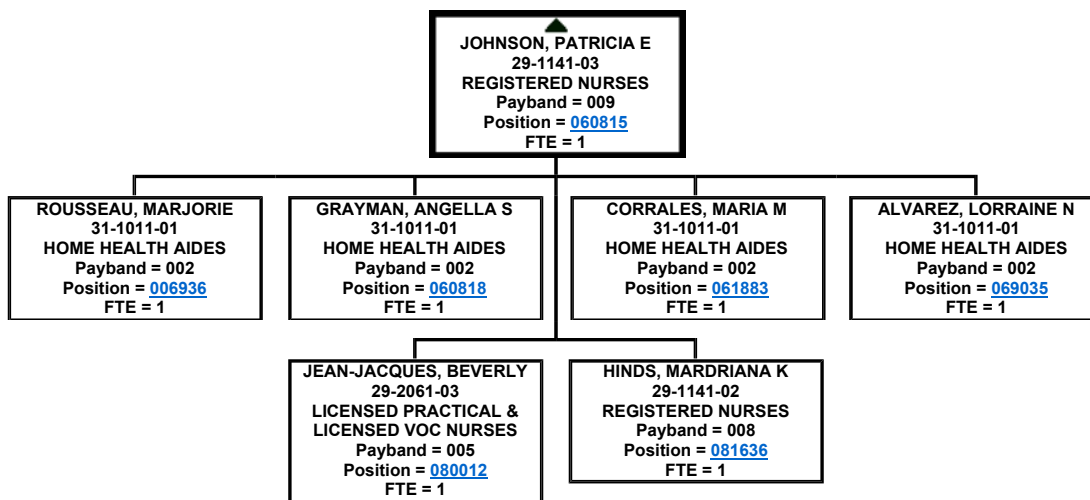 JOHNSON, PATRICIA E
29-1141-03
REGISTERED NURSES
Payband = 009
Position = 060815
FTE = 1
ROUSSEAU, MARJORIE
31-1011-01
HOME HEALTH AIDES
Payband = 002
Position = 006936
FTE = 1
GRAYMAN, ANGELLA S
31-1011-01
HOME HEALTH AIDES
Payband = 002
Position = 060818
FTE = 1
CORRALES, MARIA M
31-1011-01
HOME HEALTH AIDES
Payband = 002
Position = 061883
FTE = 1
ALVAREZ, LORRAINE N
31-1011-01
HOME HEALTH AIDES
Payband = 002
Position = 069035
FTE = 1
JEAN-JACQUES, BEVERLY
29-2061-03
LICENSED PRACTICAL &
LICENSED VOC NURSES
Payband = 005
Position = 080012
FTE = 1
HINDS, MARDRIANA K
29-1141-02
REGISTERED NURSES
Payband = 008
Position = 081636
FTE = 1